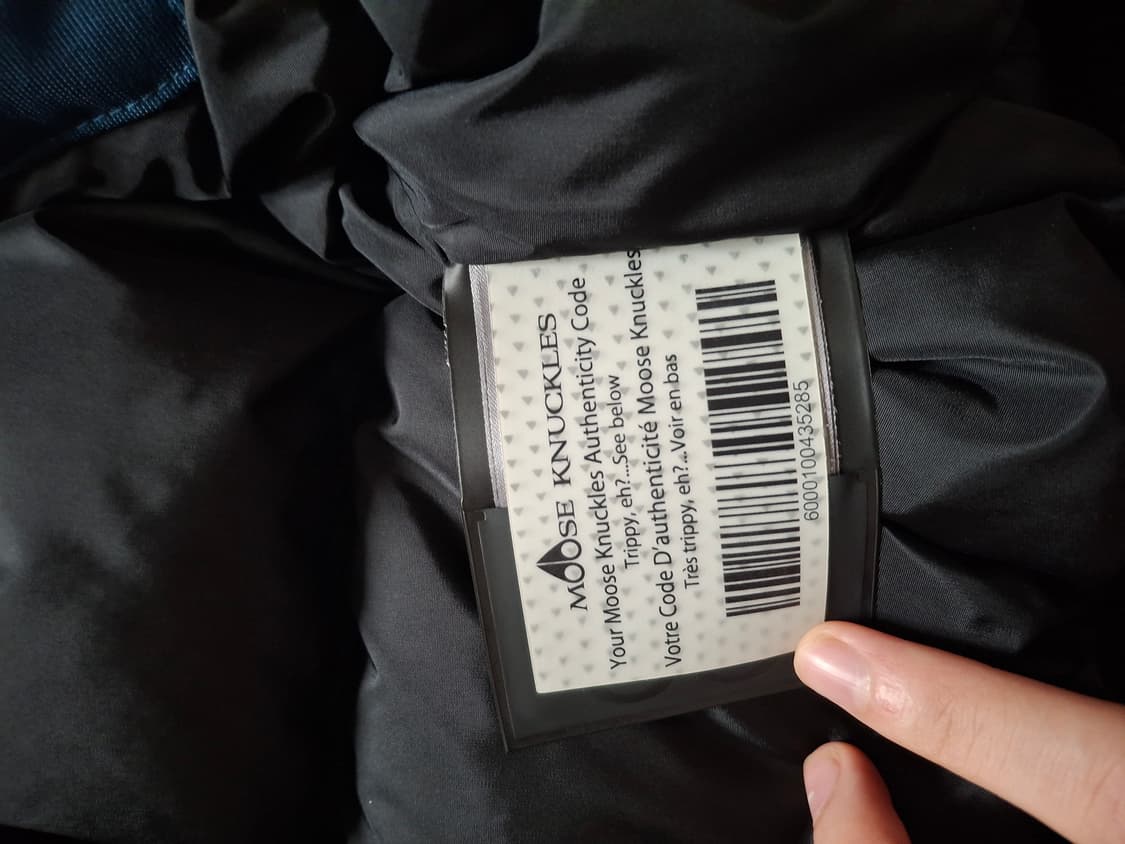 MOOSE KNUCKLES
Your Moose Knuckles Authenticity Code
Trippy, eh?...See below
Votre Code D'authenticité Moose Knuckles
Très trippy, eh?...Voir en bas
6000100435285